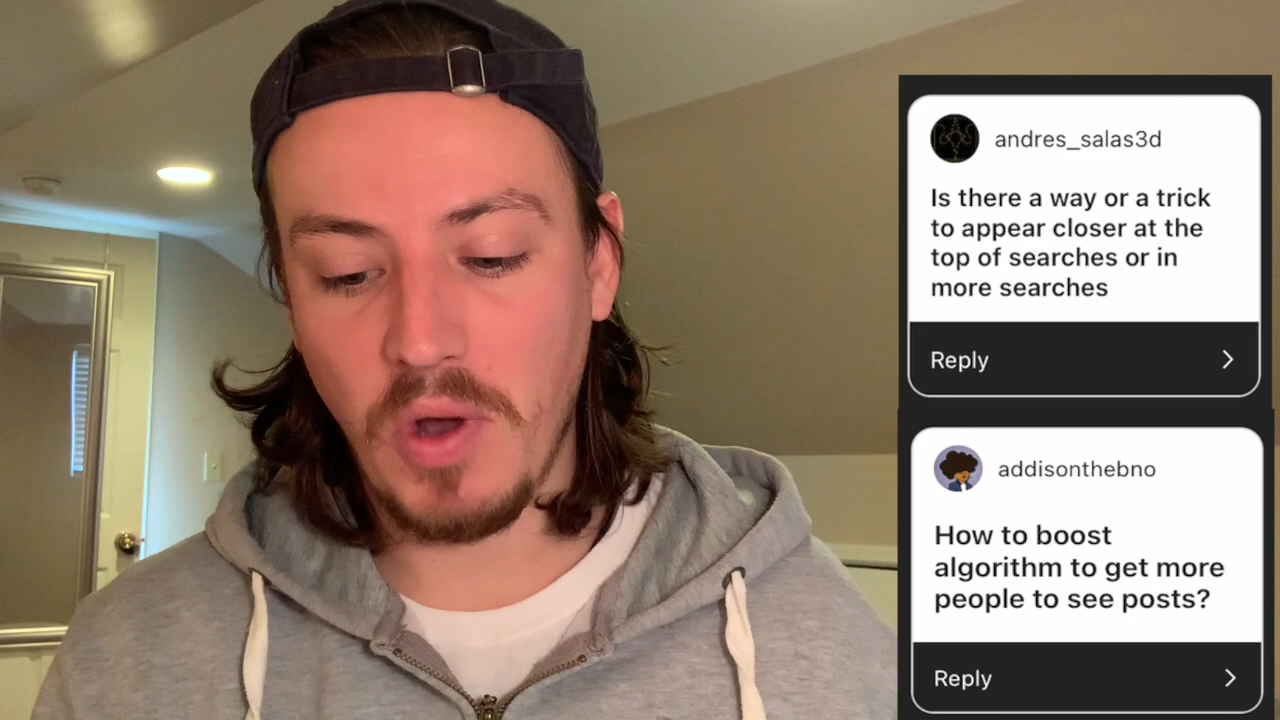 andres_salas3d
Is there a way or a trick
to appear closer at the
top of searches or in
more searches
Reply
addisonthebno
How to boost
algorithm to get more
people to see posts?
Reply